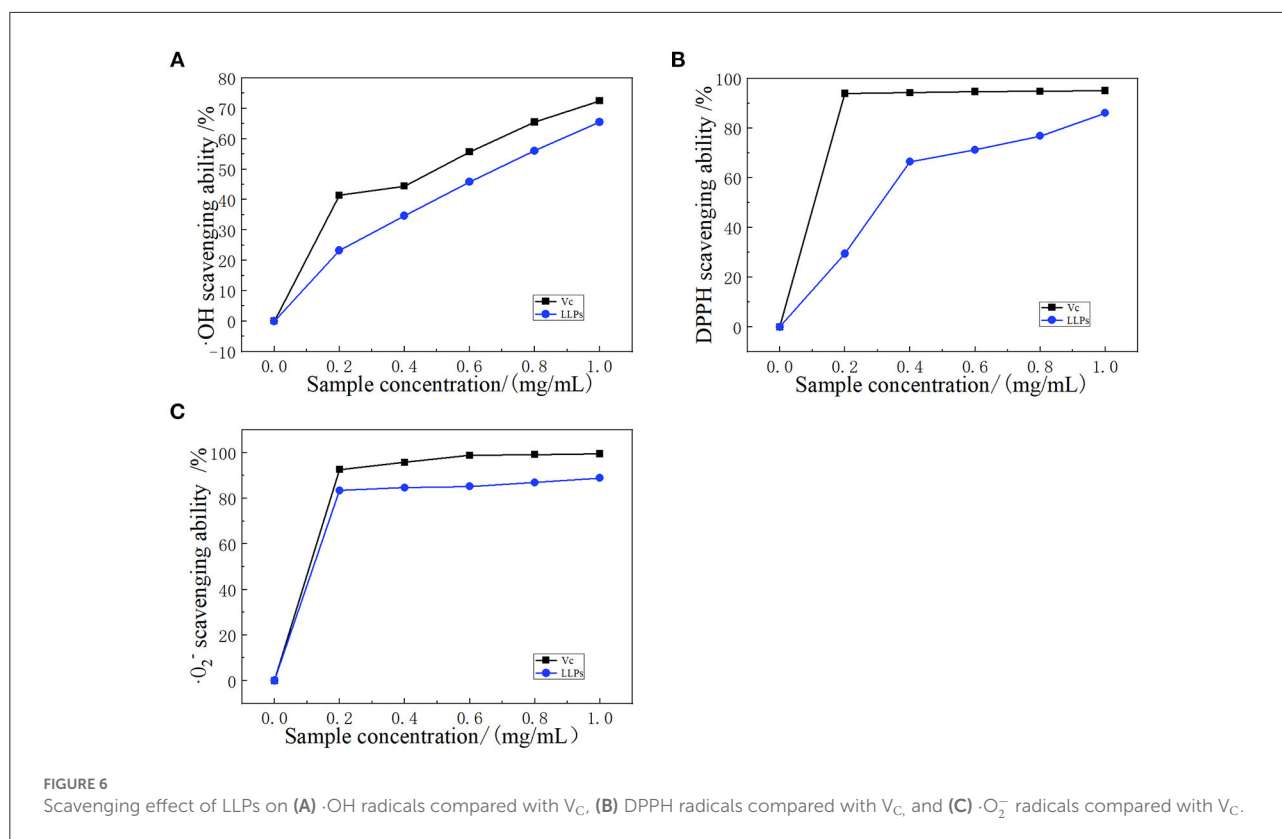 A
·OH scavenging ability /%
80
70
60
50
40
30
20
10
0
-10
0.0 0.2 0.4 0.6 0.8 1.0
Sample concentration/(mg/mL)
Vc
LLPs
B
DPPH scavenging ability /%
100
80
60
40
20
0
0.0 0.2 0.4 0.6 0.8 1.0
Sample concentration/(mg/mL)
Vc
LLPs
C
·O₂⁻ scavenging ability /%
100
80
60
40
20
0
0.0 0.2 0.4 0.6 0.8 1.0
Sample concentration/(mg/mL)
Vc
LLPs
FIGURE 6
Scavenging effect of LLPs on (A) ·OH radicals compared with V_C, (B) DPPH radicals compared with V_C, and (C) ·O₂⁻ radicals compared with V_C.